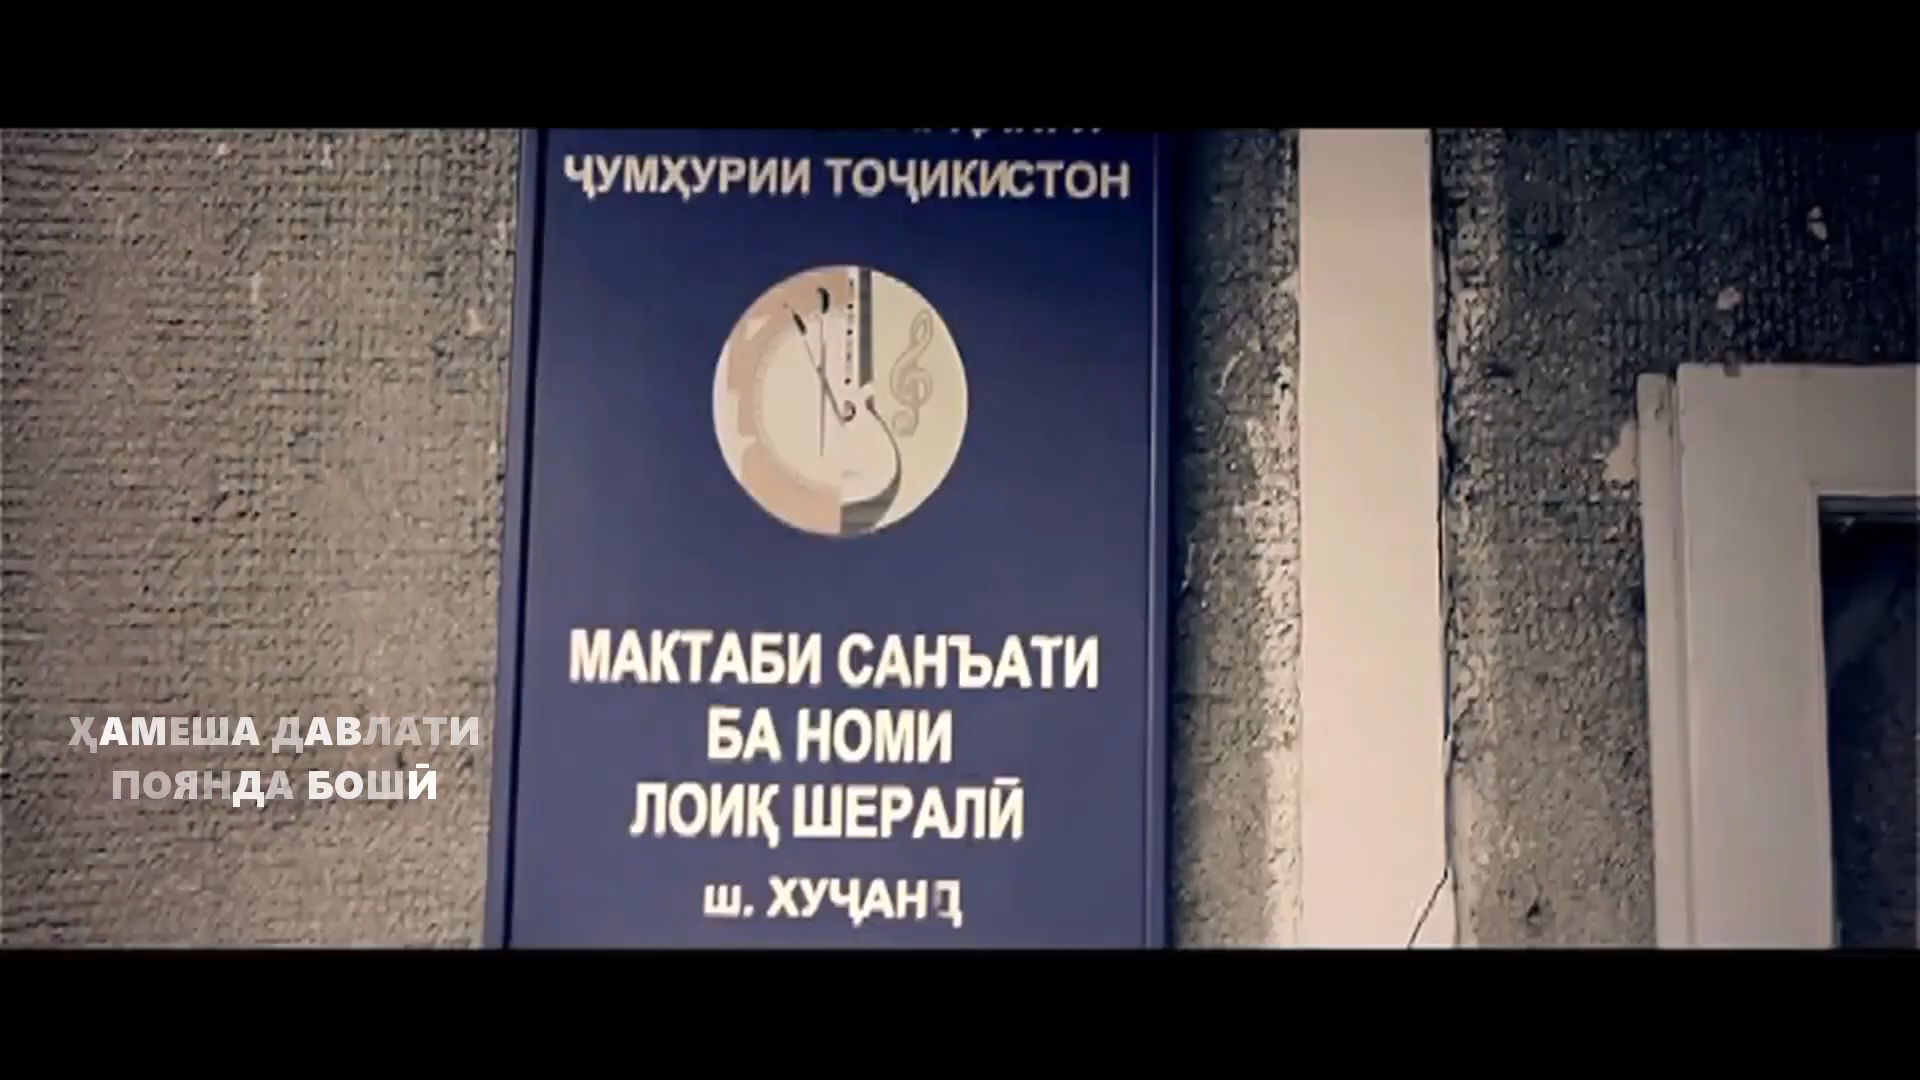 ҶУМҲУРИИ ТОҶИКИСТОН
МАКТАБИ САНЪАТИ
БА НОМИ
ЛОИҚ ШЕРАЛӢ
ш. ХУҶАНД
ҲАМЕША ДАВЛАТИ
ПОЯНДА БОШӢ